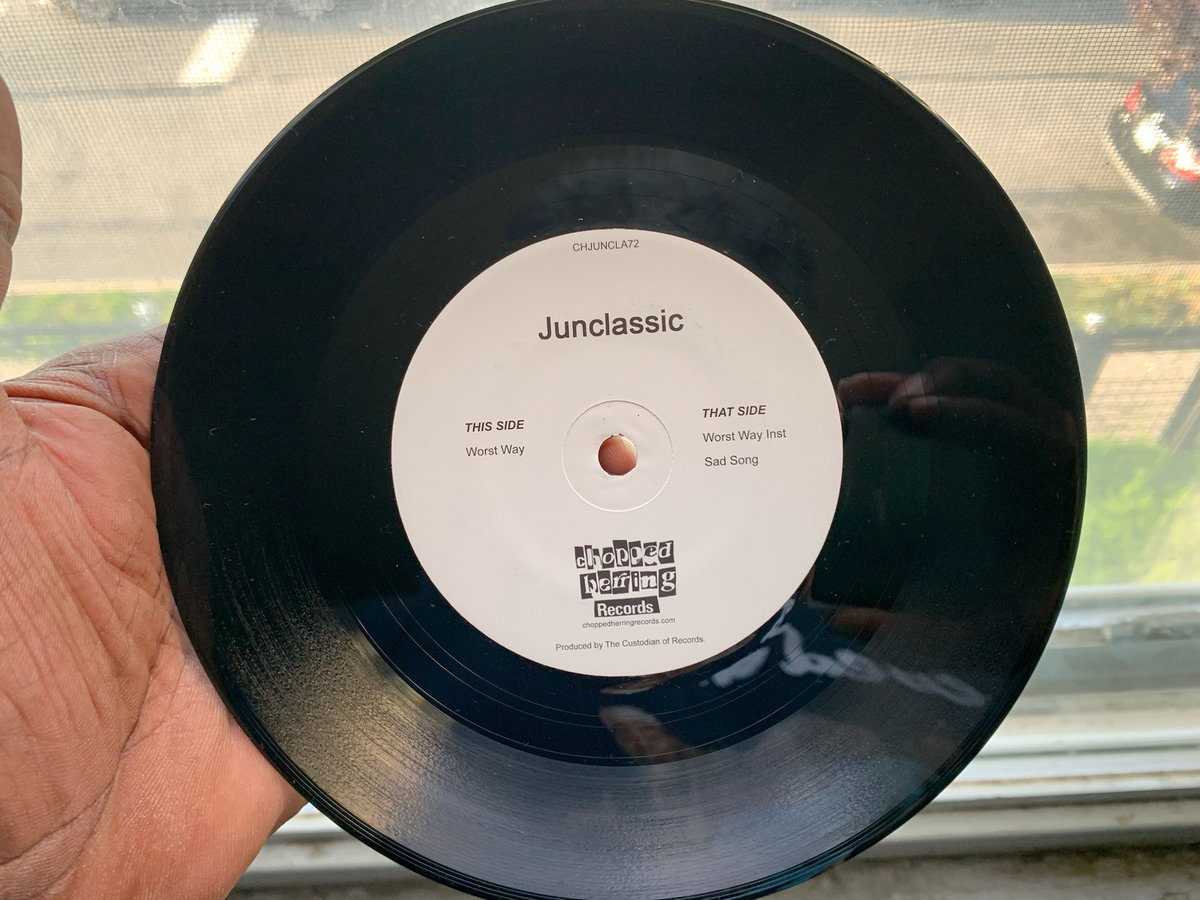 CHJUNCLA72
Junclassic
THIS SIDE
Worst Way
THAT SIDE
Worst Way Inst
Sad Song
chopped
herring
Records
choppedherringrecords.com
Produced by The Custodian of Records.